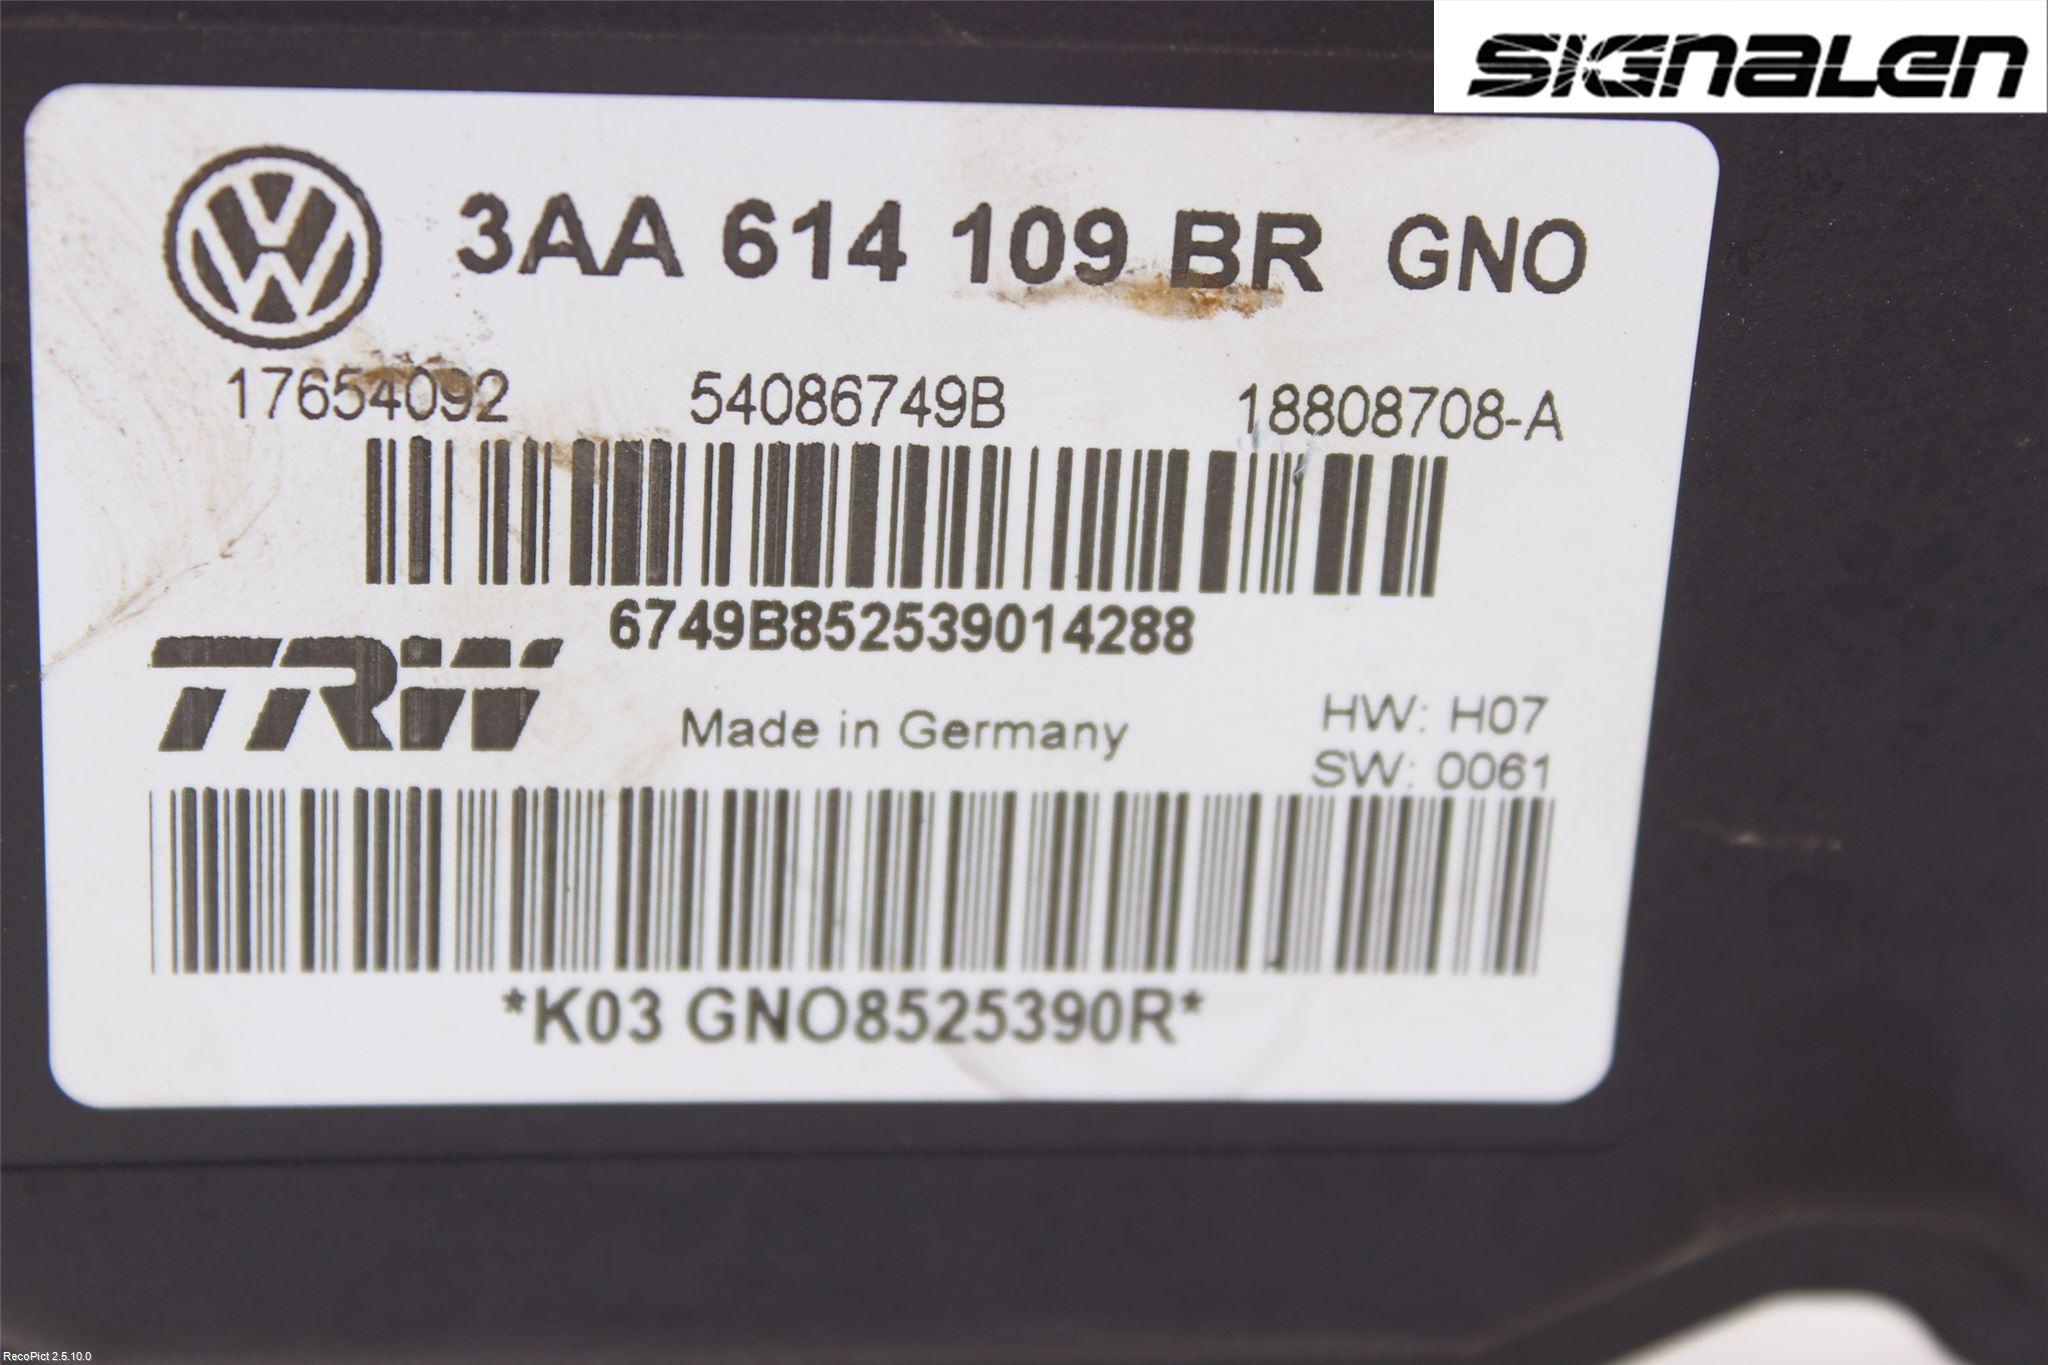 SIGNALEN
3AA 614 109 BR GNO
17654092 54086749B 18808708-A
6749B852539014288
TRW
Made in Germany
HW: H07
SW: 0061
*K03 GNO8525390R*
RecoPict 2.5.10.0